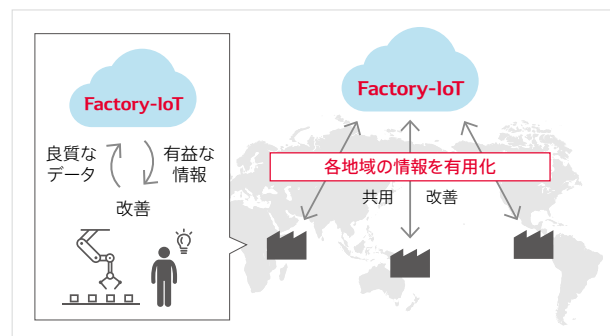 Factory-IoT
良質な
データ
有益な
情報
改善
Factory-IoT
各地域の情報を有用化
共用
改善